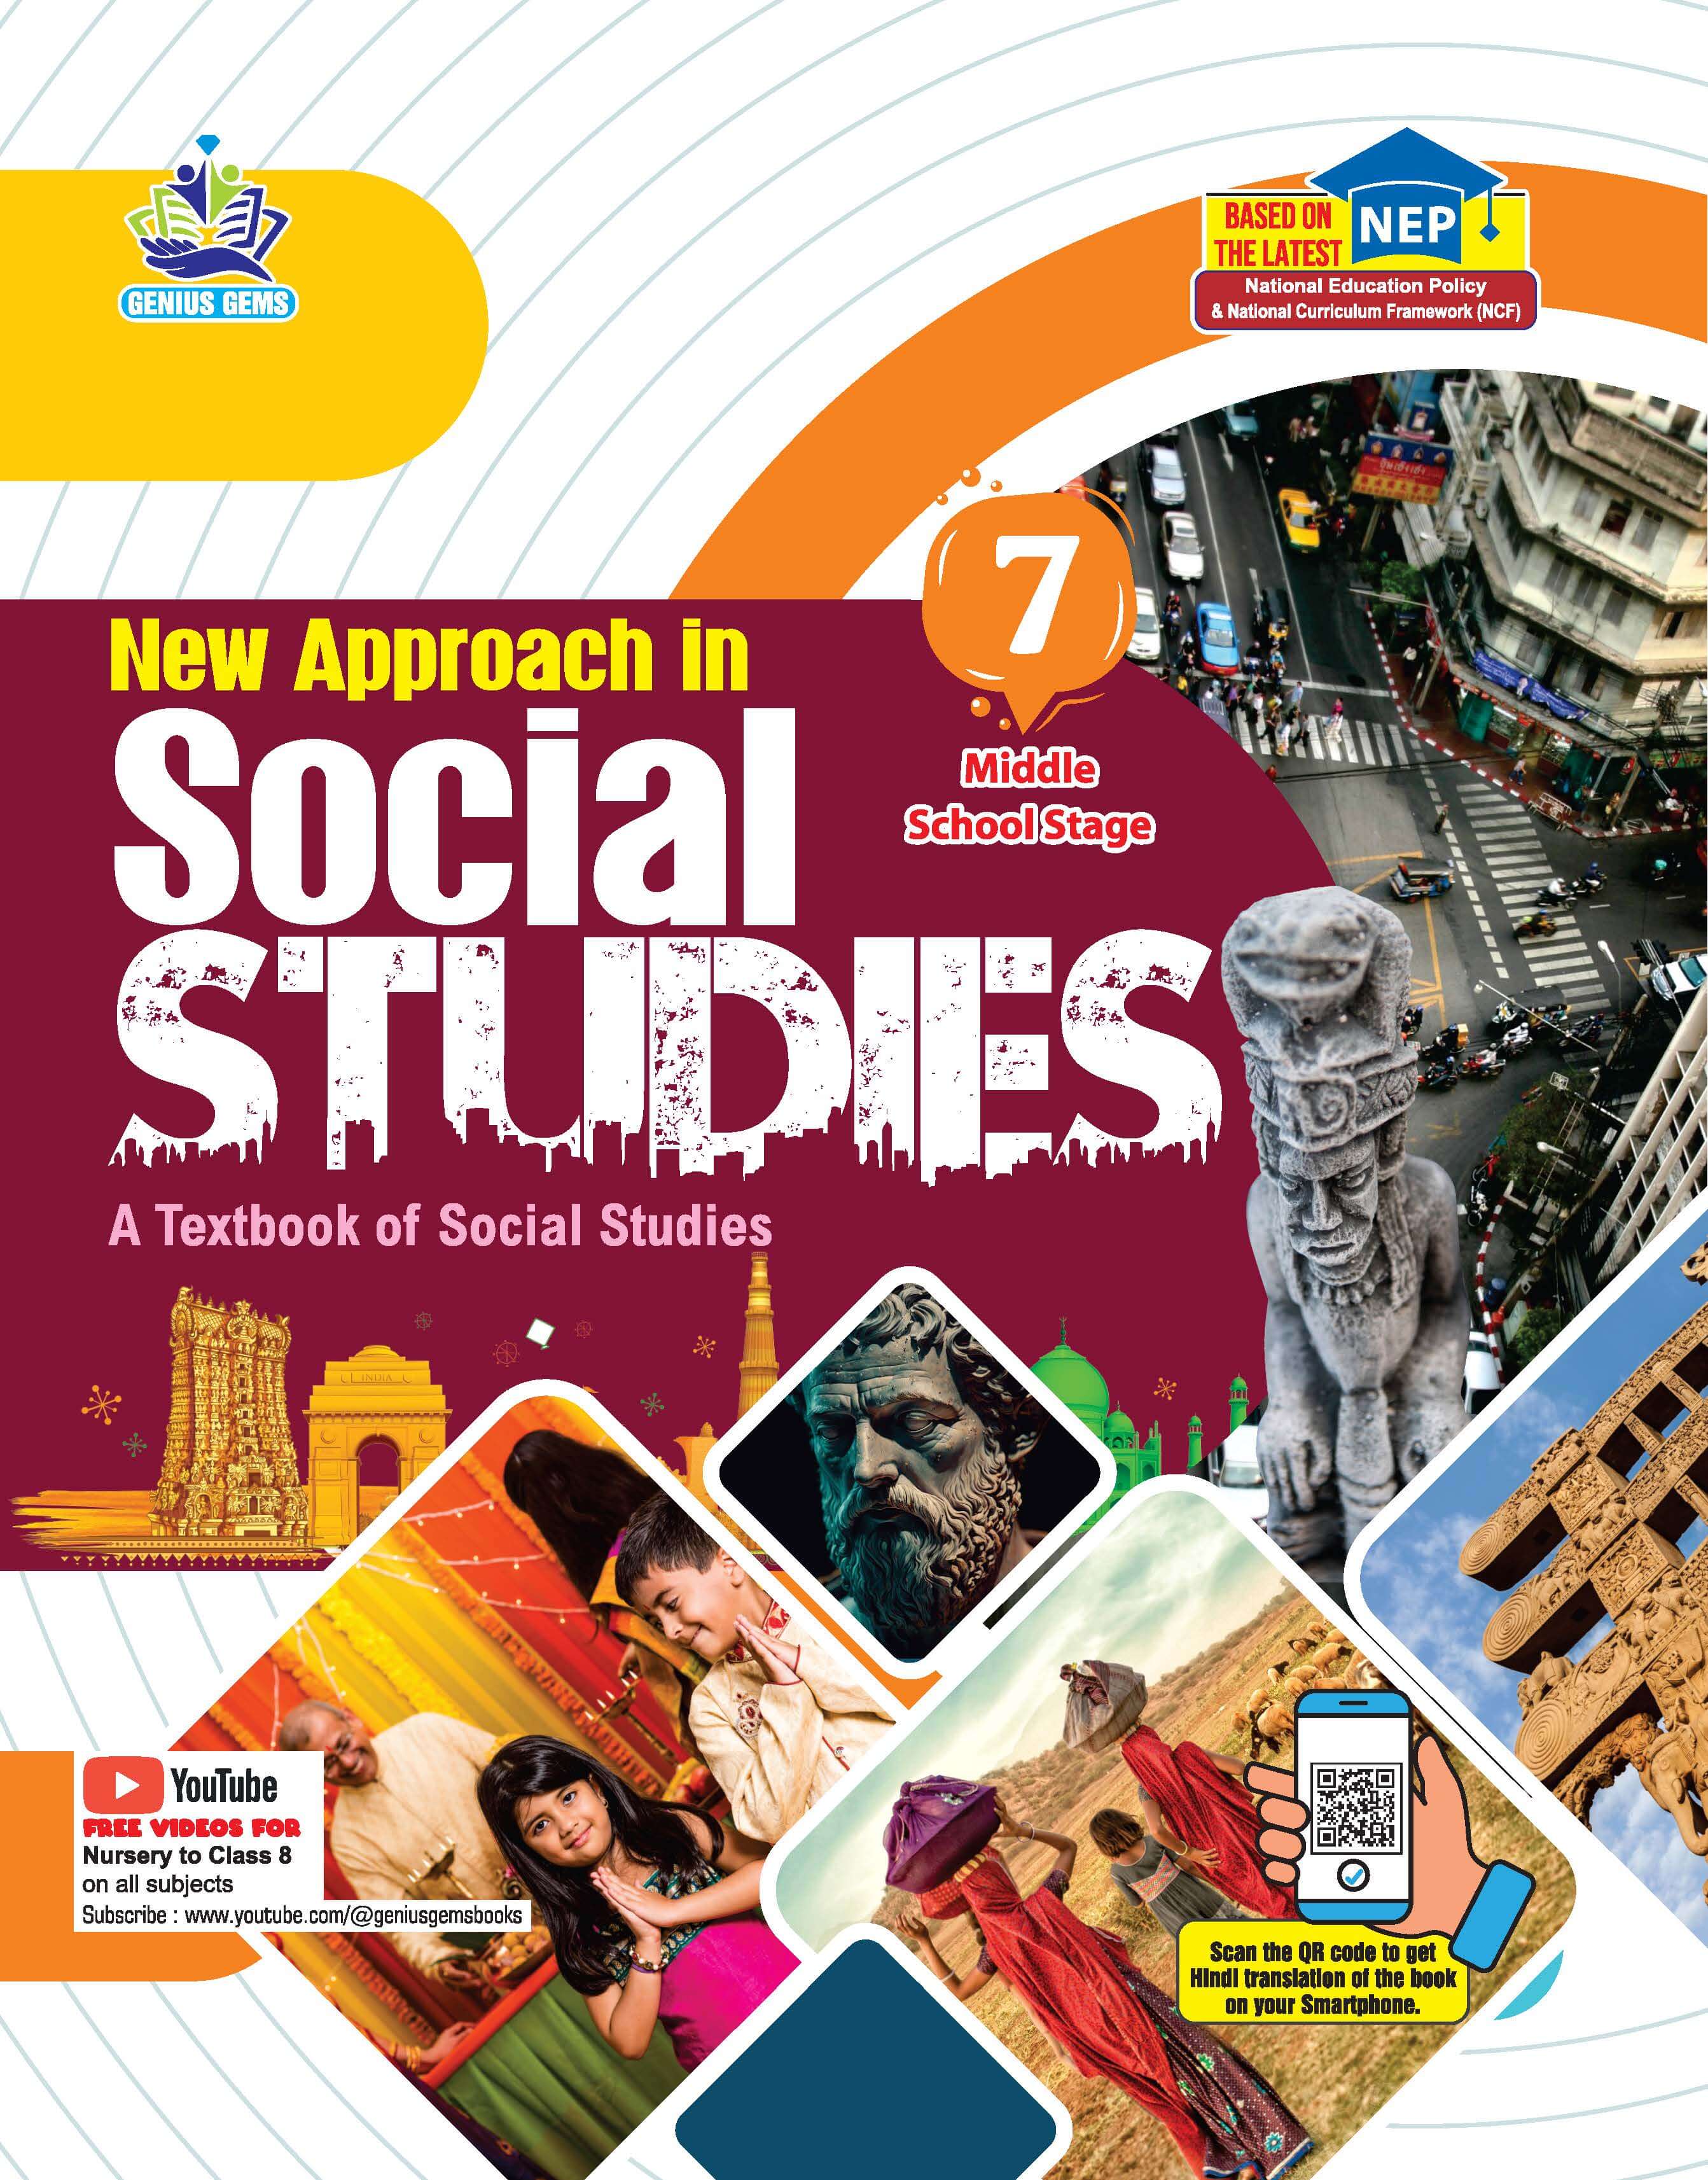 GENIUS GEMS
BASED ON
THE LATEST
NEP
National Education Policy
& National Curriculum Framework (NCF)
7
New Approach in
Social
STUDIES
Middle
School Stage
A Textbook of Social Studies
INDIA
YouTube
FREE VIDEOS FOR
Nursery to Class 8
on all subjects
Subscribe : www.youtube.com/@geniusgemsbooks
Scan the QR code to get
Hindi translation of the book
on your Smartphone.